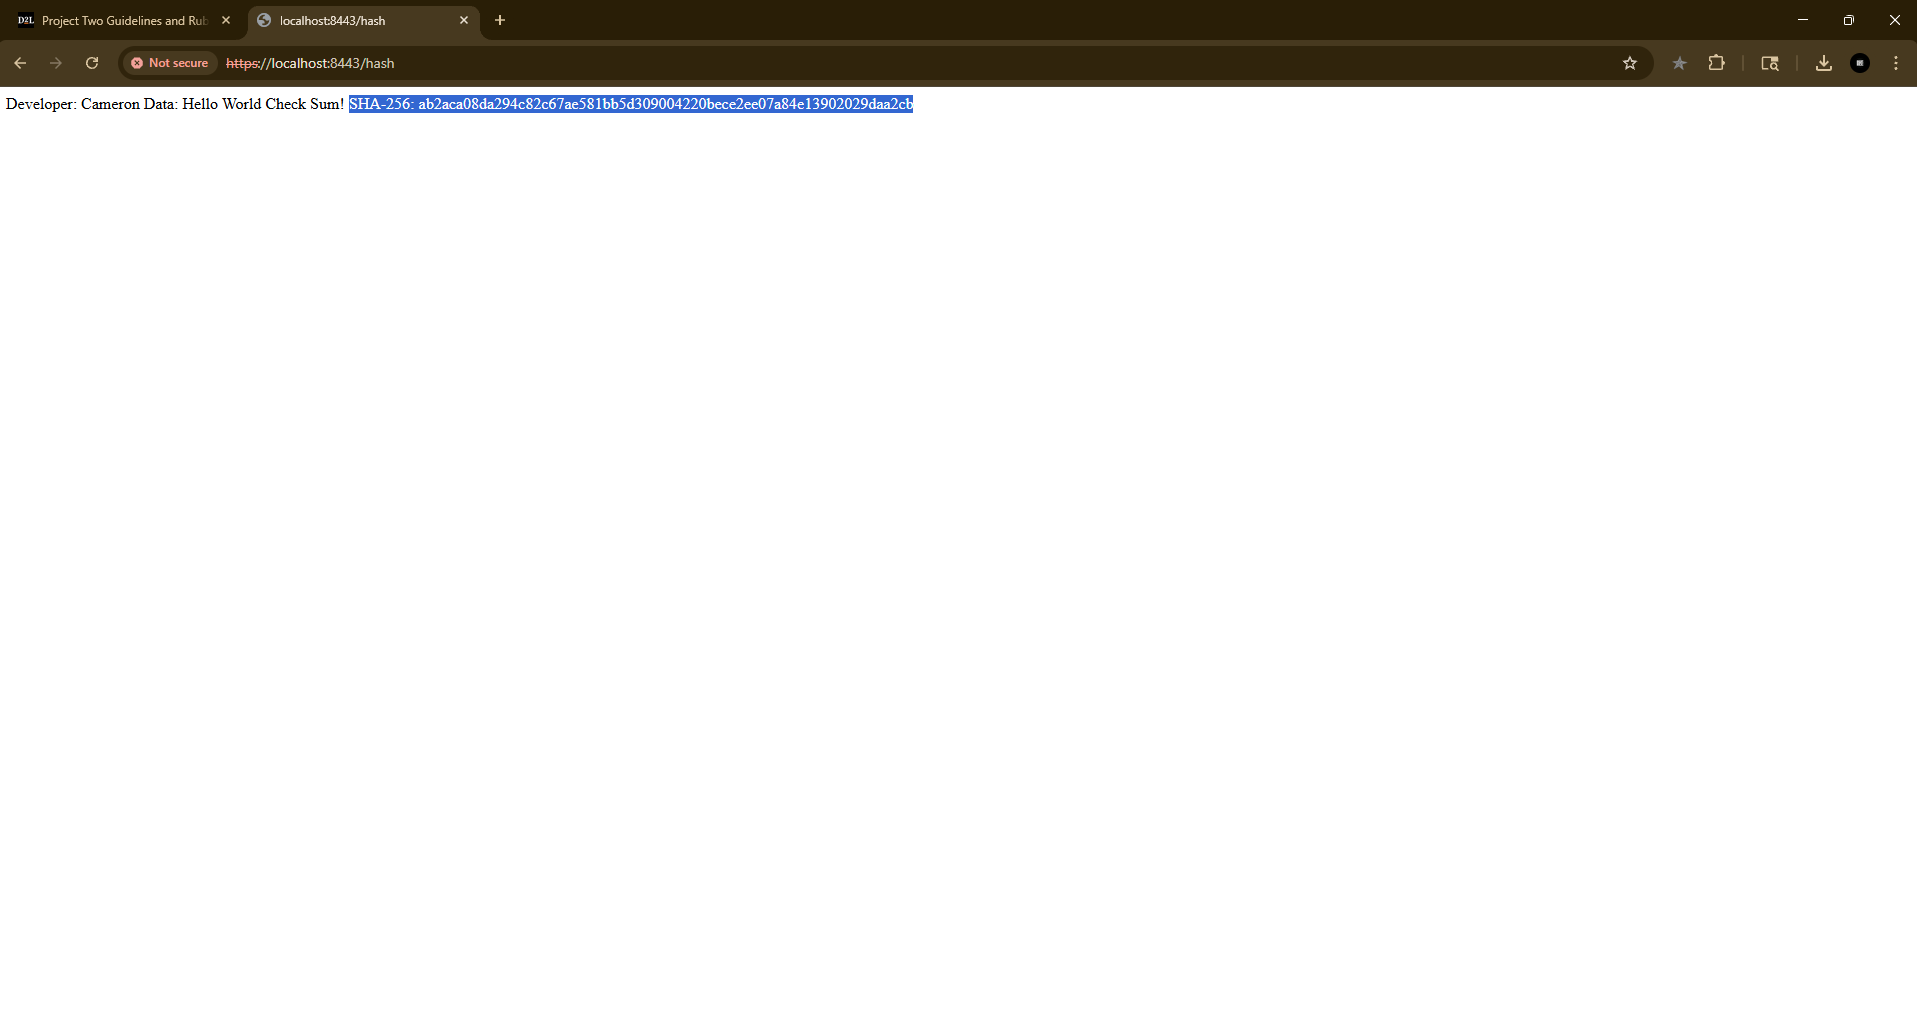 D2L Project Two Guidelines and Rub
localhost:8443/hash
Not secure https://localhost:8443/hash
Developer: Cameron Data: Hello World Check Sum! SHA-256: ab2aca08da294c82c67ae581bb5d309004220bece2ee07a84e13902029daa2cb